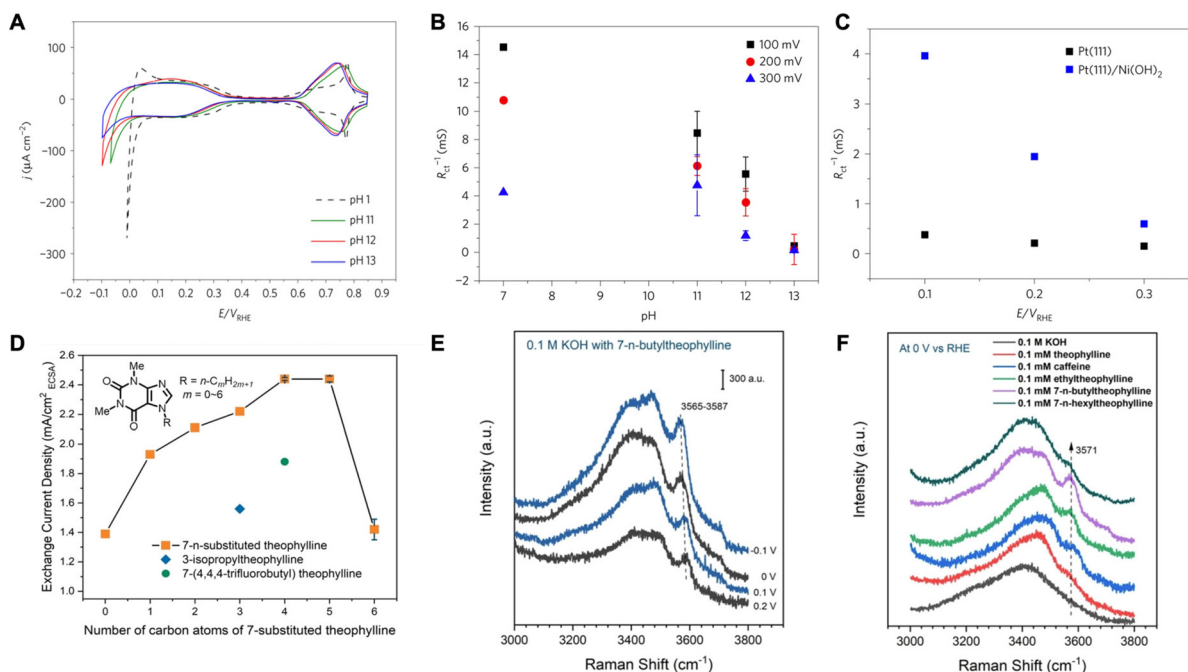 A
j (μA cm⁻²)
100
0
−100
−200
−300
pH 1
pH 11
pH 12
pH 13
−0.2 −0.1 0.0 0.1 0.2 0.3 0.4 0.5 0.6 0.7 0.8 0.9
E/V_RHE
B
R_ct⁻¹ (mS)
16
14
12
10
8
6
4
2
0
−2
100 mV
200 mV
300 mV
7 8 9 10 11 12 13
pH
C
R_ct⁻¹ (mS)
4
3
2
1
0
Pt(111)
Pt(111)/Ni(OH)₂
0.1 0.2 0.3
E/V_RHE
D
Exchange Current Density (mA/cm² ECSA)
2.6
2.4
2.2
2.0
1.8
1.6
1.4
1.2
1.0
Me
O
N
N
R = n-CₘH₂ₘ₊₁
m = 0~6
Me
N
N
O
R
7-n-substituted theophylline
3-isopropyltheophylline
7-(4,4,4-trifluorobutyl) theophylline
0 1 2 3 4 5 6
Number of carbon atoms of 7-substituted theophylline
E
0.1 M KOH with 7-n-butyltheophylline
300 a.u.
3565-3587
Intensity (a.u.)
-0.1 V
0 V
0.1 V
0.2 V
3000 3200 3400 3600 3800
Raman Shift (cm⁻¹)
F
At 0 V vs RHE
0.1 M KOH
0.1 mM theophylline
0.1 mM caffeine
0.1 mM ethyltheophylline
0.1 mM 7-n-butyltheophylline
0.1 mM 7-n-hexyltheophylline
3571
Intensity (a.u.)
3000 3200 3400 3600 3800
Raman Shift (cm⁻¹)